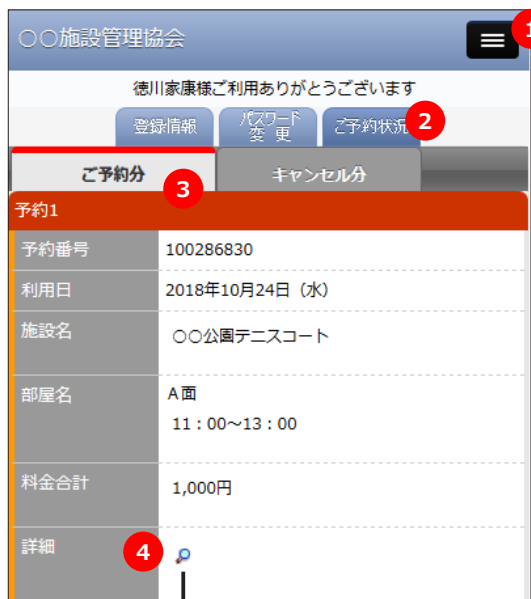 ○○施設管理協会
1
徳川家康様ご利用ありがとうございます
登録情報
パスワード
変 更
ご予約状況
2
ご予約分
3
キャンセル分
予約1
予約番号
100286830
利用日
2018年10月24日（水）
施設名
○○公園テニスコート
部屋名
A面
11：00～13：00
料金合計
1,000円
詳細
4